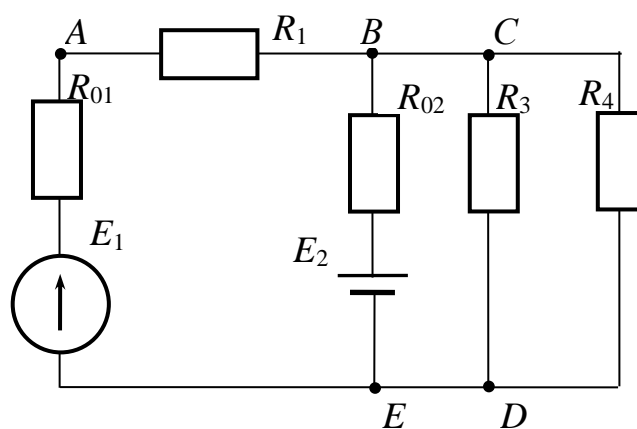 A R₁ B C
R₀₁ R₀₂ R₃ R₄
E₁ E₂
E D